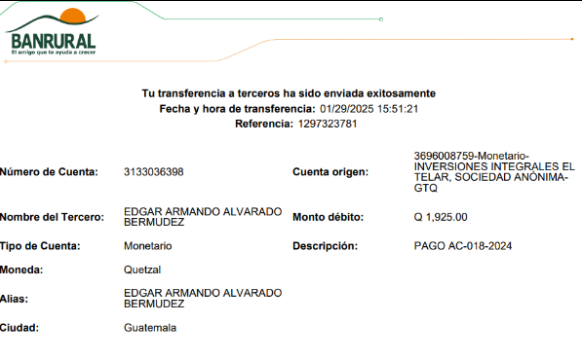 BANRURAL
El amigo que te ayuda a crecer
Tu transferencia a terceros ha sido enviada exitosamente
Fecha y hora de transferencia: 01/29/2025 15:51:21
Referencia: 1297323781
Número de Cuenta: 3133036398
Cuenta origen: 3696008759-Monetario-
INVERSIONES INTEGRALES EL
TELAR, SOCIEDAD ANÓNIMA-
GTQ
Nombre del Tercero: EDGAR ARMANDO ALVARADO
BERMUDEZ
Monto débito: Q 1,925.00
Tipo de Cuenta: Monetario
Descripción: PAGO AC-018-2024
Moneda: Quetzal
Alias: EDGAR ARMANDO ALVARADO
BERMUDEZ
Ciudad: Guatemala